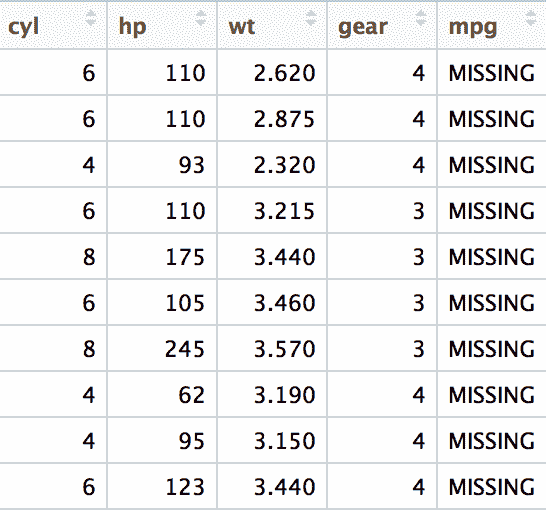 cyl hp wt gear mpg
6 110 2.620 4 MISSING
6 110 2.875 4 MISSING
4 93 2.320 4 MISSING
6 110 3.215 3 MISSING
8 175 3.440 3 MISSING
6 105 3.460 3 MISSING
8 245 3.570 3 MISSING
4 62 3.190 4 MISSING
4 95 3.150 4 MISSING
6 123 3.440 4 MISSING